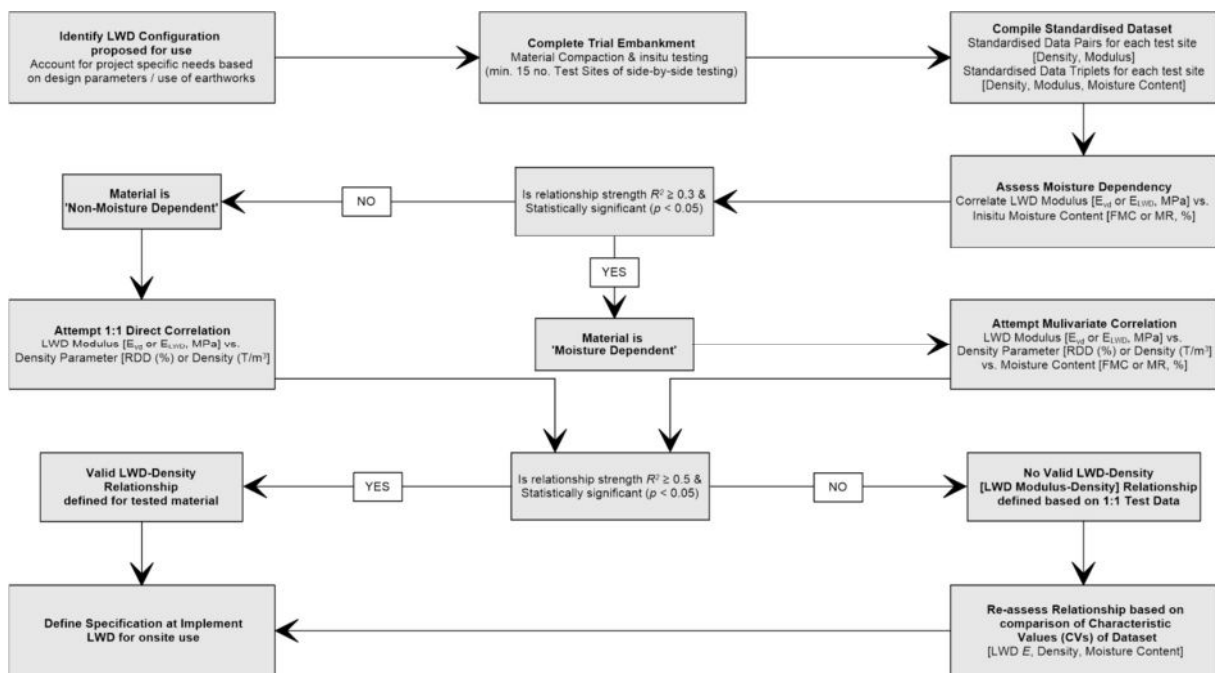 Identify LWD Configuration
proposed for use
Account for project specific needs based
on design parameters / use of earthworks
Complete Trial Embankment
Material Compaction & insitu testing
(min. 15 no. Test Sites of side-by-side testing)
Compile Standardised Dataset
Standardised Data Pairs for each test site
[Density, Modulus]
Standardised Data Triplets for each test site
[Density, Modulus, Moisture Content]
Material is
'Non-Moisture Dependent'
NO
Is relationship strength R² ≥ 0.3 &
Statistically significant (p < 0.05)
Assess Moisture Dependency
Correlate LWD Modulus [Evd or ELWD, MPa] vs.
Inisitu Moisture Content [FMC or MR, %]
YES
Attempt 1:1 Direct Correlation
LWD Modulus [Evd or ELWD, MPa] vs.
Density Parameter [RDD (%) or Density (T/m³]
Material is
'Moisture Dependent'
Attempt Mulivariate Correlation
LWD Modulus [Evd or ELWD, MPa] vs.
Density Parameter [RDD (%) or Density (T/m³]
vs. Moisture Content [FMC or MR, %]
Valid LWD-Density
Relationship
defined for tested material
YES
Is relationship strength R² ≥ 0.5 &
Statistically significant (p < 0.05)
NO
No Valid LWD-Density
[LWD Modulus-Density] Relationship
defined based on 1:1 Test Data
Define Specification at Implement
LWD for onsite use
Re-assess Relationship based on
comparison of Characteristic
Values (CVs) of Dataset
[LWD E, Density, Moisture Content]